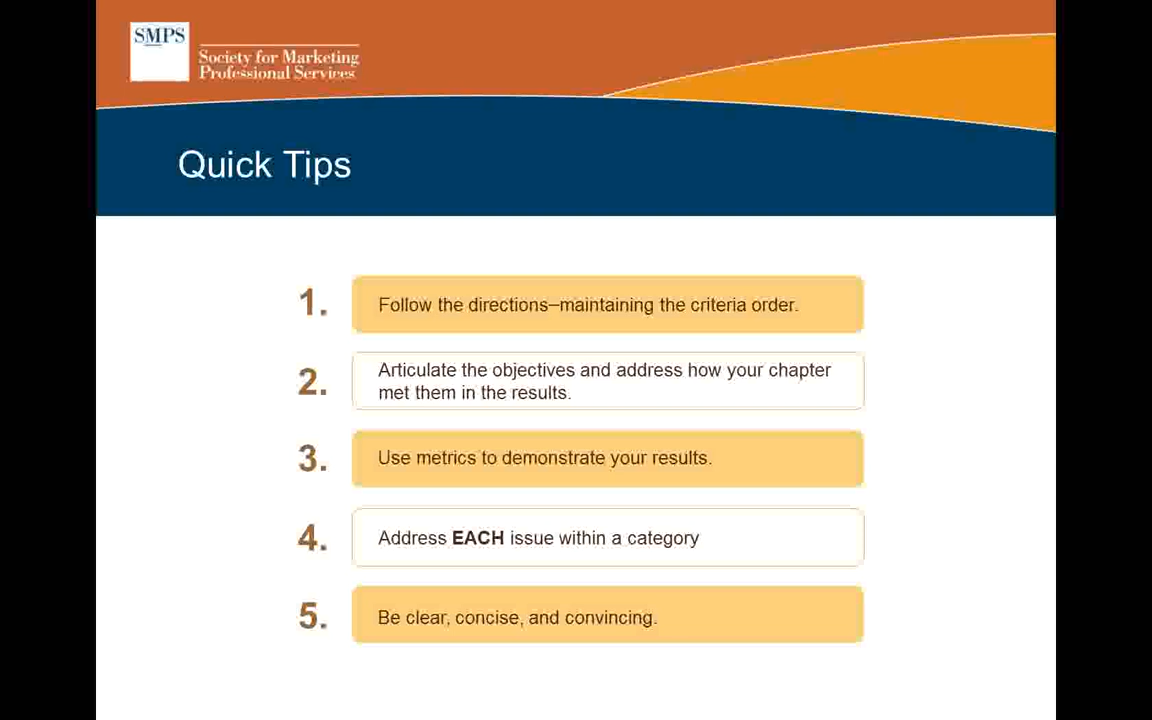 SMPS
Society for Marketing
Professional Services
Quick Tips
1. Follow the directions–maintaining the criteria order.
2. Articulate the objectives and address how your chapter
met them in the results.
3. Use metrics to demonstrate your results.
4. Address EACH issue within a category
5. Be clear, concise, and convincing.